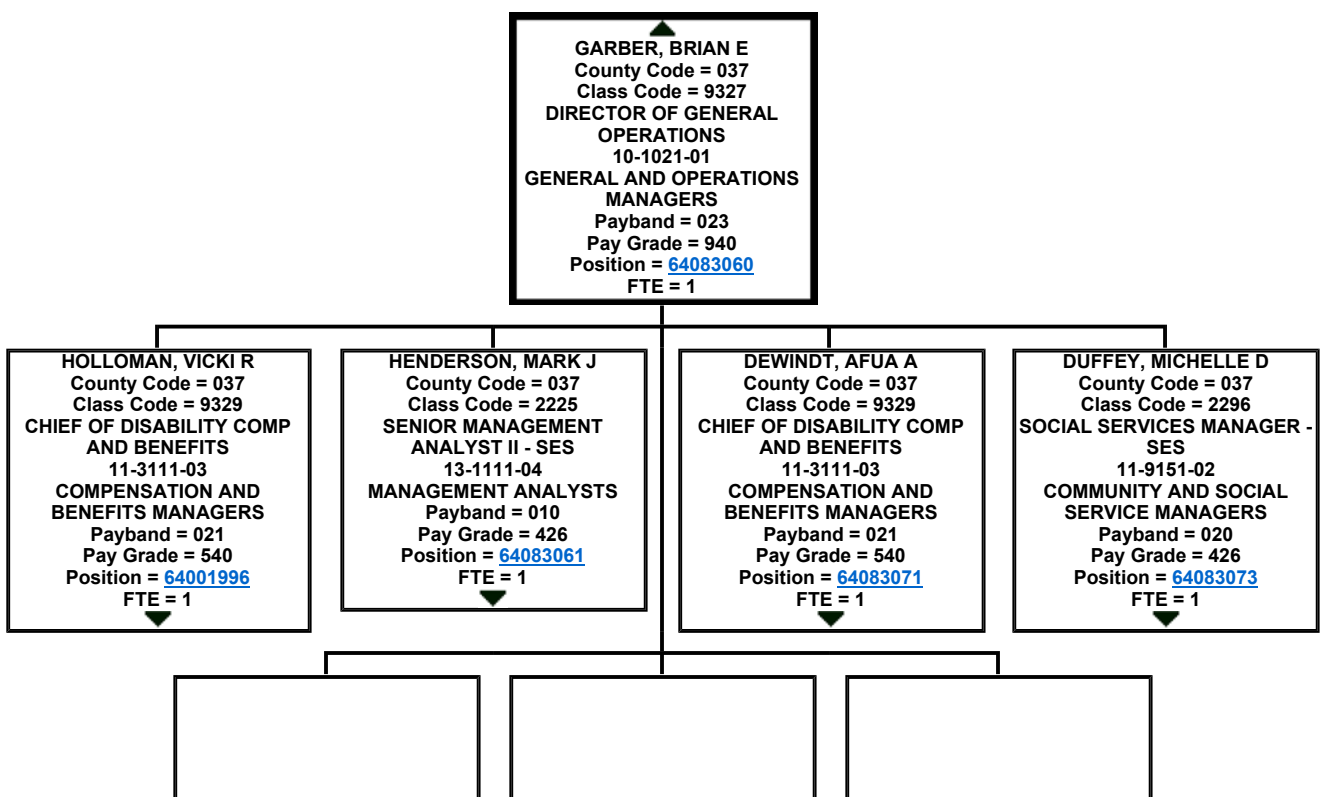 GARBER, BRIAN E
County Code = 037
Class Code = 9327
DIRECTOR OF GENERAL
OPERATIONS
10-1021-01
GENERAL AND OPERATIONS
MANAGERS
Payband = 023
Pay Grade = 940
Position = 64083060
FTE = 1
HOLLOMAN, VICKI R
County Code = 037
Class Code = 9329
CHIEF OF DISABILITY COMP
AND BENEFITS
11-3111-03
COMPENSATION AND
BENEFITS MANAGERS
Payband = 021
Pay Grade = 540
Position = 64001996
FTE = 1
HENDERSON, MARK J
County Code = 037
Class Code = 2225
SENIOR MANAGEMENT
ANALYST II - SES
13-1111-04
MANAGEMENT ANALYSTS
Payband = 010
Pay Grade = 426
Position = 64083061
FTE = 1
DEWINDT, AFUA A
County Code = 037
Class Code = 9329
CHIEF OF DISABILITY COMP
AND BENEFITS
11-3111-03
COMPENSATION AND
BENEFITS MANAGERS
Payband = 021
Pay Grade = 540
Position = 64083071
FTE = 1
DUFFEY, MICHELLE D
County Code = 037
Class Code = 2296
SOCIAL SERVICES MANAGER -
SES
11-9151-02
COMMUNITY AND SOCIAL
SERVICE MANAGERS
Payband = 020
Pay Grade = 426
Position = 64083073
FTE = 1